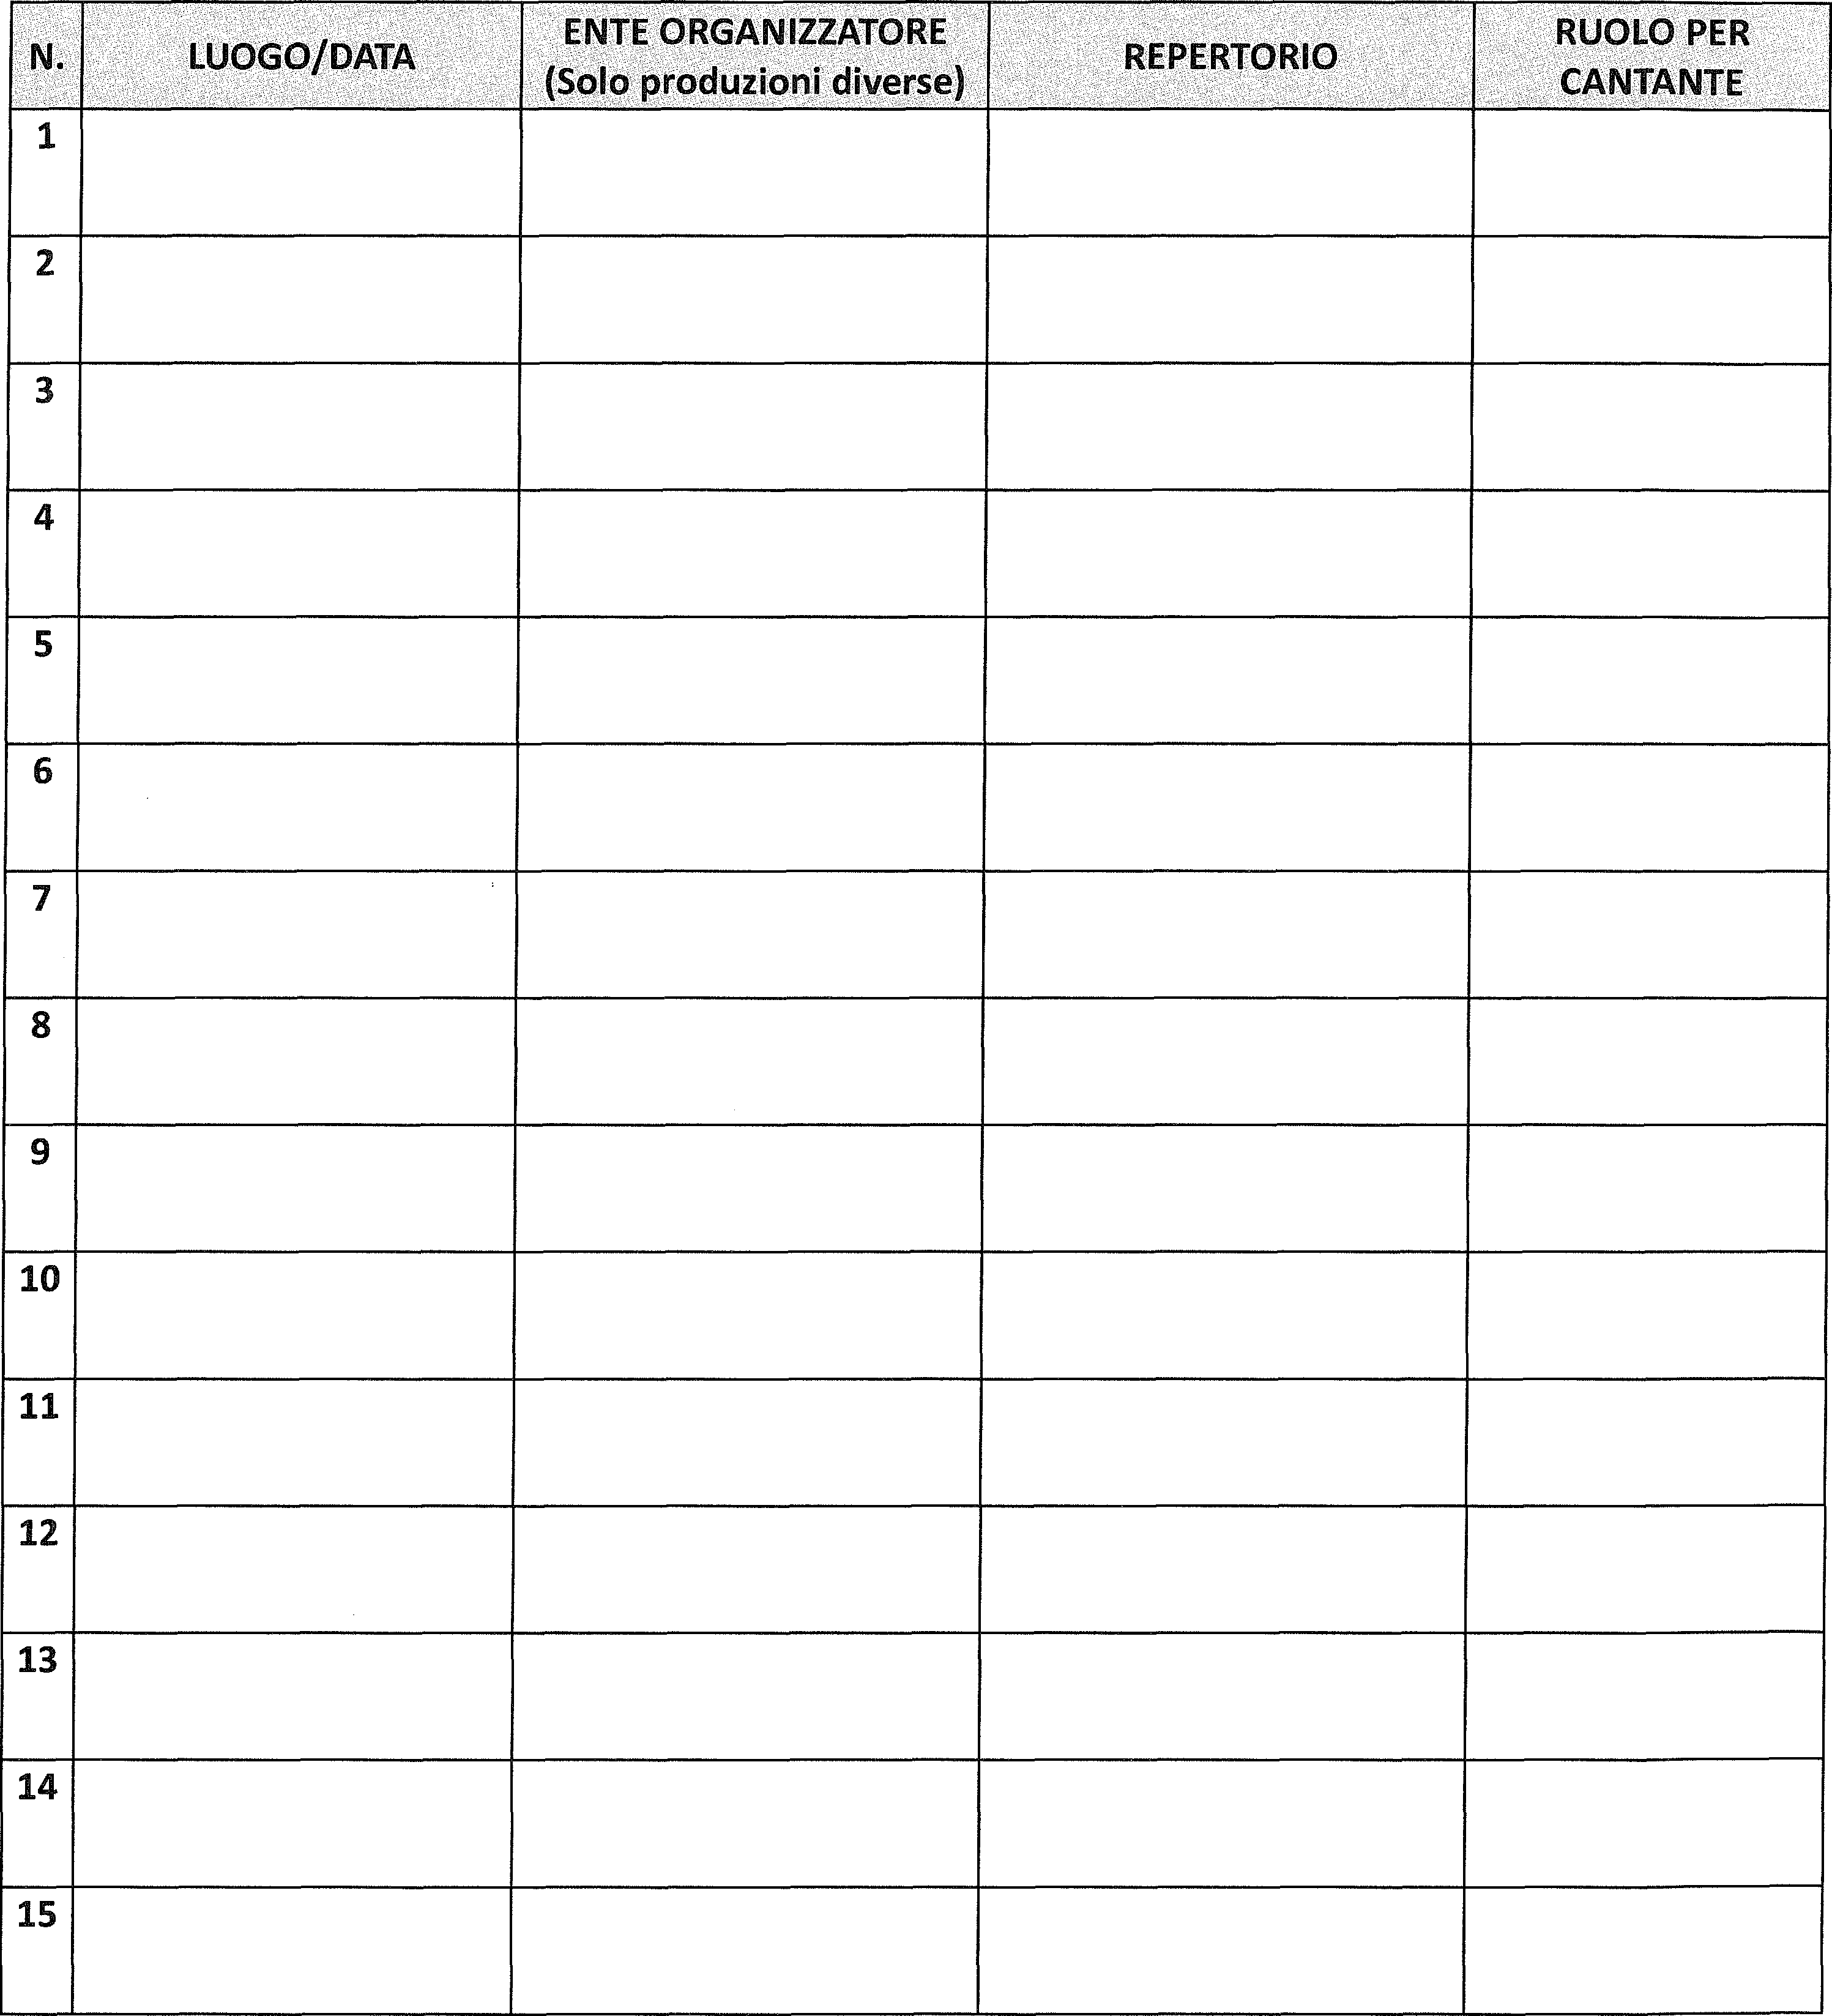 N.
LUOGO/DATA
ENTE ORGANIZZATORE
(Solo produzioni diverse)
REPERTORIO
RUOLO PER
CANTANTE
1
2
3
4
5
6
7
8
9
10
11
12
13
14
15